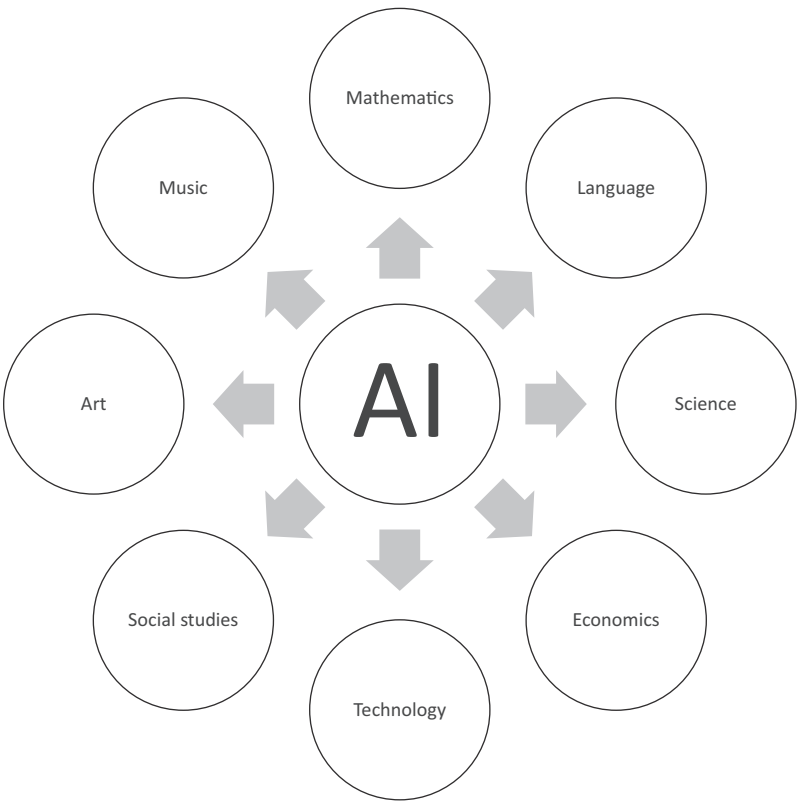 Mathematics
Music
Language
Art
AI
Science
Social studies
Economics
Technology